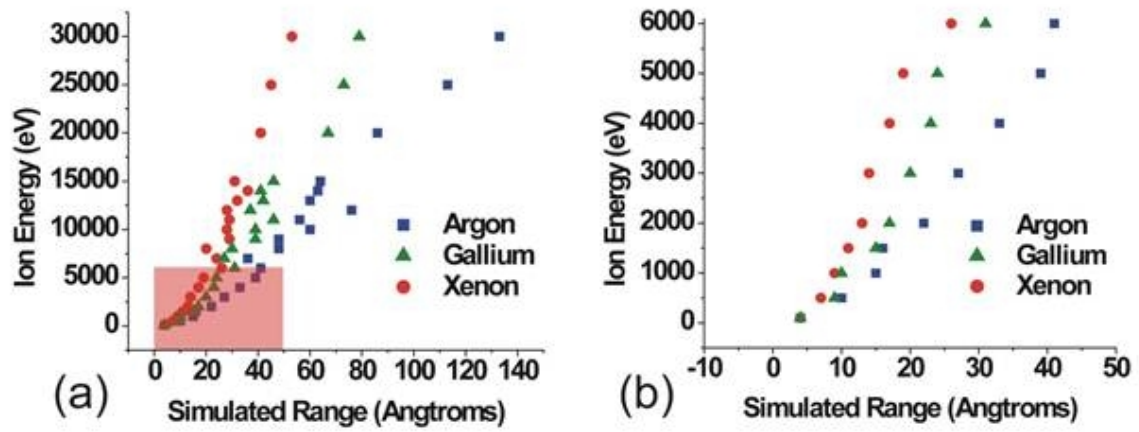 30000
25000
20000
15000
10000
5000
0
Ion Energy (eV)
Argon
Gallium
Xenon
0 20 40 60 80 100 120 140
(a)
Simulated Range (Angtroms)
6000
5000
4000
3000
2000
1000
0
Ion Energy (eV)
Argon
Gallium
Xenon
-10 0 10 20 30 40 50
(b)
Simulated Range (Angtroms)